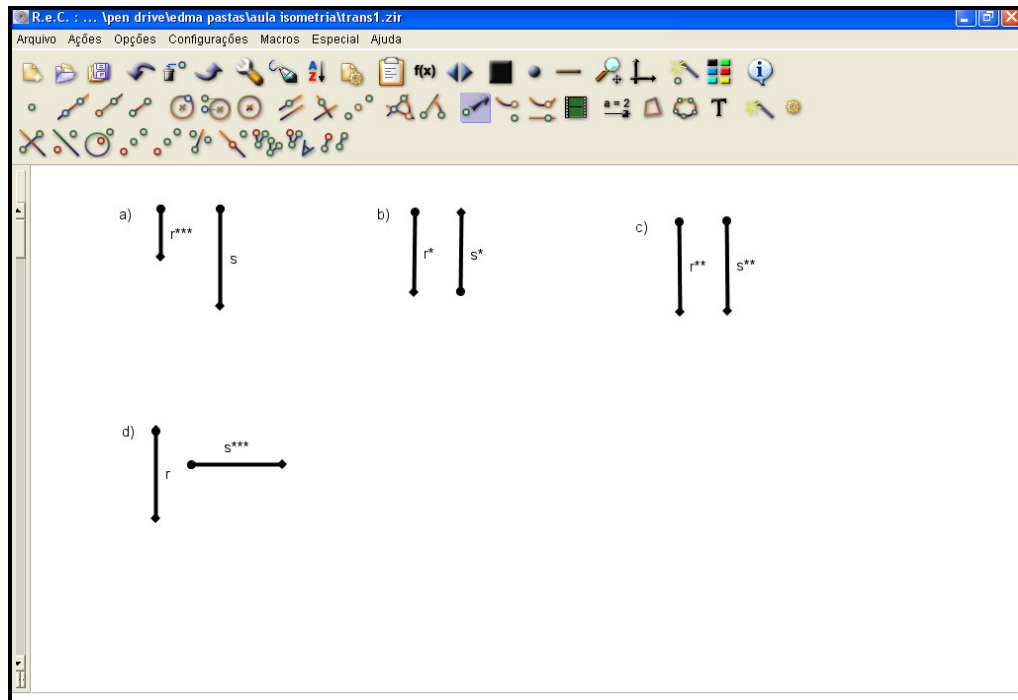 R.e.C. : ... \pen drive\edma pastas\aula isometria\trans1.zir
Arquivo Ações Opções Configurações Macros Especial Ajuda
A
Z
f(x)
a = 2
T
a)
r***
s
b)
r*
s*
c)
r**
s**
d)
r
s***